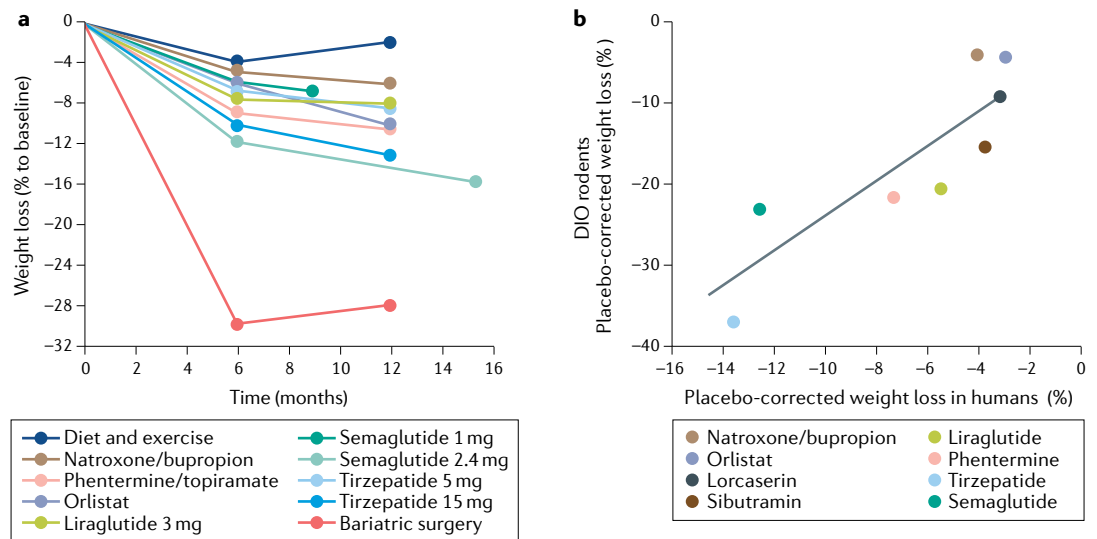 a
0
−4
−8
−12
−16
−20
−24
−28
−32
Weight loss (% to baseline)
0 2 4 6 8 10 12 14 16
Time (months)
Diet and exercise
Natroxone/bupropion
Phentermine/topiramate
Orlistat
Liraglutide 3 mg
Semaglutide 1 mg
Semaglutide 2.4 mg
Tirzepatide 5 mg
Tirzepatide 15 mg
Bariatric surgery
b
0
−10
−20
−30
−40
DIO rodents
Placebo-corrected weight loss (%)
−16 −14 −12 −10 −8 −6 −4 −2 0
Placebo-corrected weight loss in humans (%)
Natroxone/bupropion
Orlistat
Lorcaserin
Sibutramin
Liraglutide
Phentermine
Tirzepatide
Semaglutide